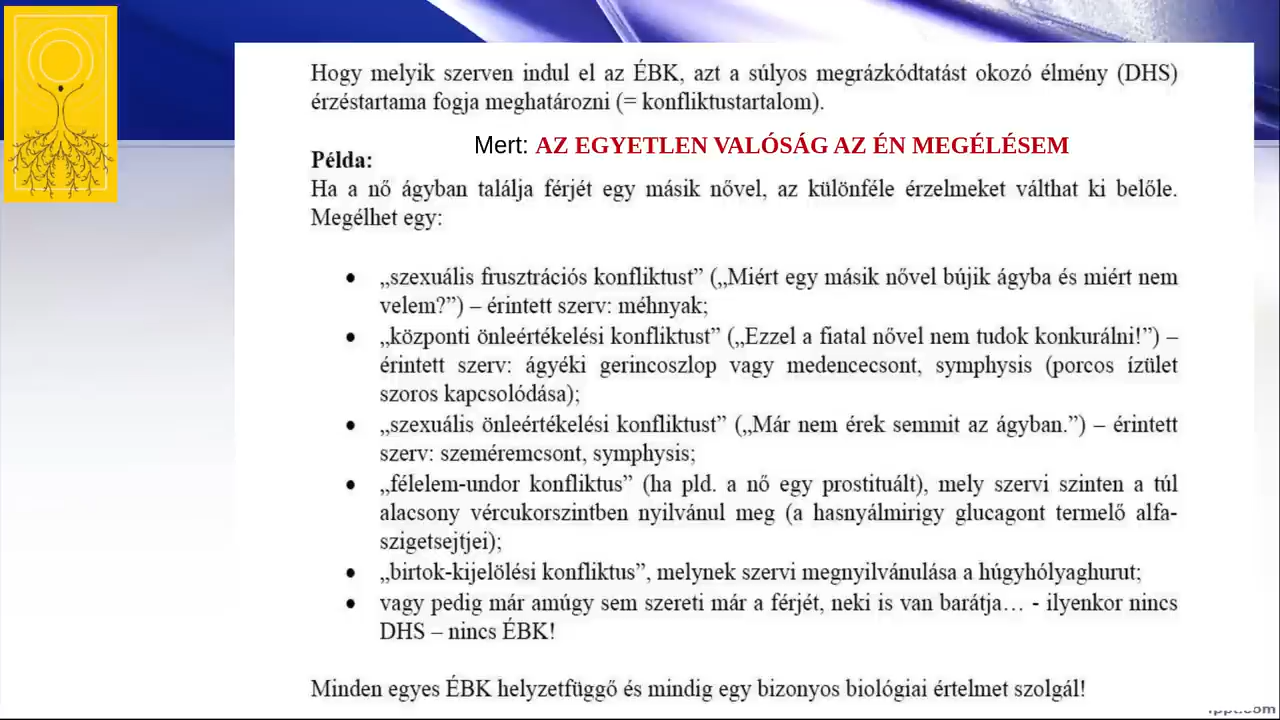 Hogy melyik szerven indul el az ÉBK, azt a súlyos megrázkódtatást okozó élmény (DHS)
érzéstartama fogja meghatározni (= konfliktustartalom).
Mert: AZ EGYETLEN VALÓSÁG AZ ÉN MEGÉLÉSEM
Példa:
Ha a nő ágyban találja férjét egy másik nővel, az különféle érzelmeket válthat ki belőle.
Megélhet egy:
• „szexuális frusztrációs konfliktust” („Miért egy másik nővel bújik ágyba és miért nem
velem?”) – érintett szerv: méhnyak;
• „központi önleértékelési konfliktust” („Ezzel a fiatal nővel nem tudok konkurálni!”) –
érintett szerv: ágyéki gerincoszlop vagy medencecsont, symphysis (porcos ízület
szoros kapcsolódása);
• „szexuális önleértékelési konfliktust” („Már nem érek semmit az ágyban.”) – érintett
szerv: szeméremcsont, symphysis;
• „félelem-undor konfliktus” (ha pld. a nő egy prostituált), mely szervi szinten a túl
alacsony vércukorszintben nyilvánul meg (a hasnyálmirigy glucagont termelő alfa-
szigetsejtjei);
• „birtok-kijelölési konfliktus”, melynek szervi megnyilvánulása a húgyhólyaghurut;
• vagy pedig már amúgy sem szereti már a férjét, neki is van barátja… - ilyenkor nincs
DHS – nincs ÉBK!
Minden egyes ÉBK helyzetfüggő és mindig egy bizonyos biológiai értelmet szolgál!